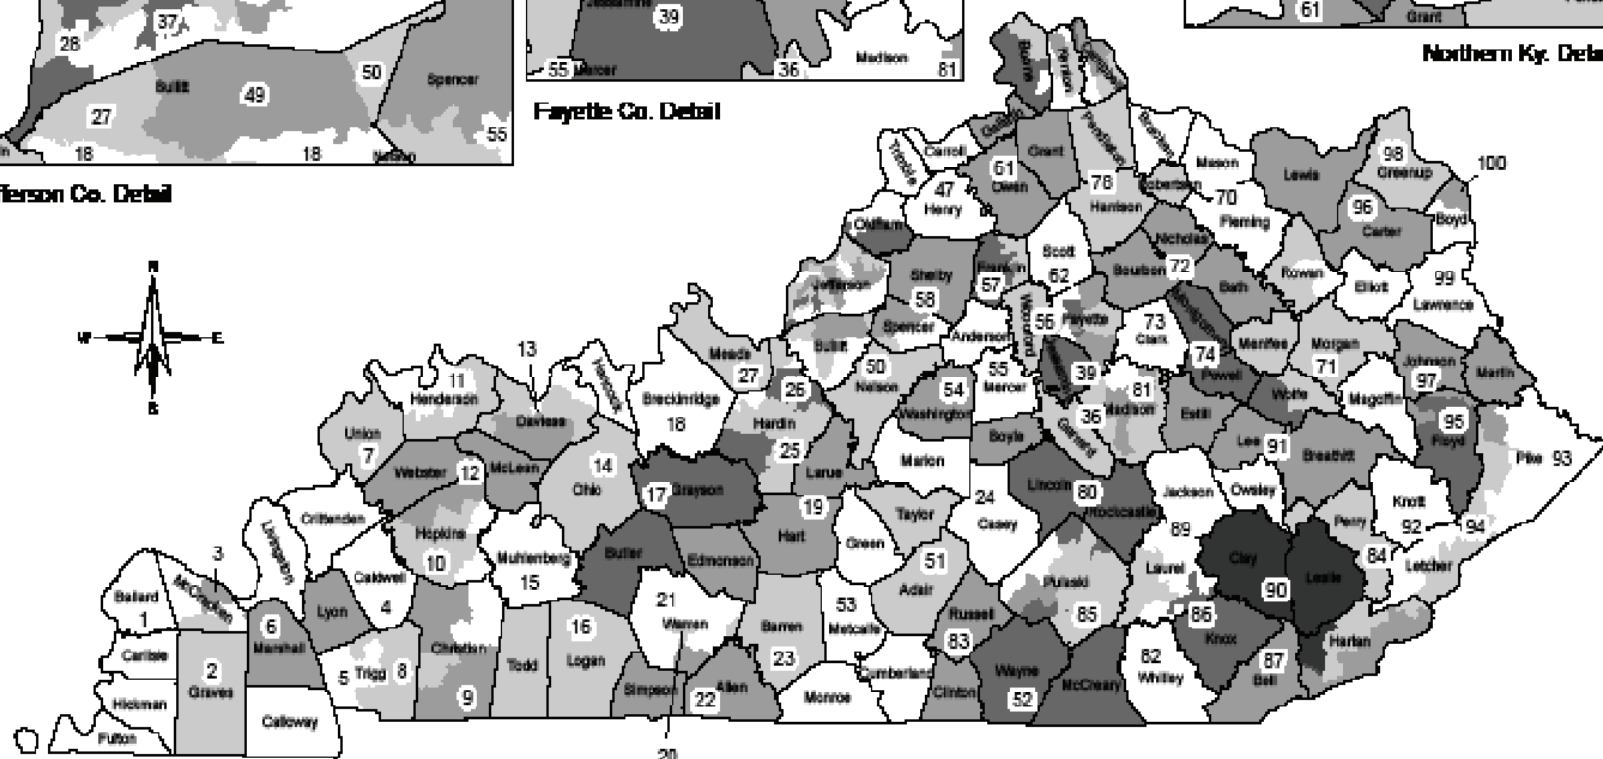 37
28
Bullitt
49
50
Spencer
27
18
18
Nelson
55
39
55
Mercer
36
Madison
81
Fayette Co. Detail
61
Grant
Northern Ky.
ferson Co. Detail
N
W
E
S
Boone
Kenton
Campbell
Gallatin
Carroll
Trimble
Grant
Pendleton
Bracken
Mason
Lewis
98
Greenup
100
61
Owen
47
Henry
78
Harrison
Robertson
70
Fleming
96
Carter
Boyd
Oldham
Shelby
58
Franklin
57
Scott
62
Bourbon
72
Nicholas
Bath
Rowan
Elliott
99
Lawrence
Jefferson
Spencer
Anderson
Woodford
56
Fayette
73
Clark
Montgomery
74
Powell
Menifee
Morgan
71
Johnson
97
Martin
Bullitt
50
Nelson
54
Washington
55
Mercer
Jessamine
39
81
Madison
36
Garrard
Estill
Wolfe
Magoffin
95
Floyd
Pike
93
Meade
27
26
Hardin
25
Larue
Marion
Boyle
Lincoln
80
Rockcastle
Jackson
Lee
91
Owsley
Breathitt
Knott
92
94
13
11
Henderson
Daviess
Hancock
Breckinridge
18
Union
7
Webster
12
McLean
14
Ohio
17
Grayson
19
Hart
Green
Taylor
24
Casey
89
Laurel
Clay
90
Leslie
Perry
84
Letcher
Crittenden
Livingston
Hopkins
10
Muhlenberg
15
Butler
Edmonson
51
Adair
Pulaski
85
86
Knox
Harlan
3
McCracken
Ballard
1
Caldwell
4
Lyon
6
Marshall
Carlisle
2
Graves
Hickman
Fulton
Calloway
5
Trigg
8
Christian
9
Todd
16
Logan
21
Warren
Simpson
20
22
Allen
Barren
23
53
Metcalfe
Monroe
Cumberland
Russell
83
Clinton
Wayne
52
McCreary
82
Whitley
87
Bell